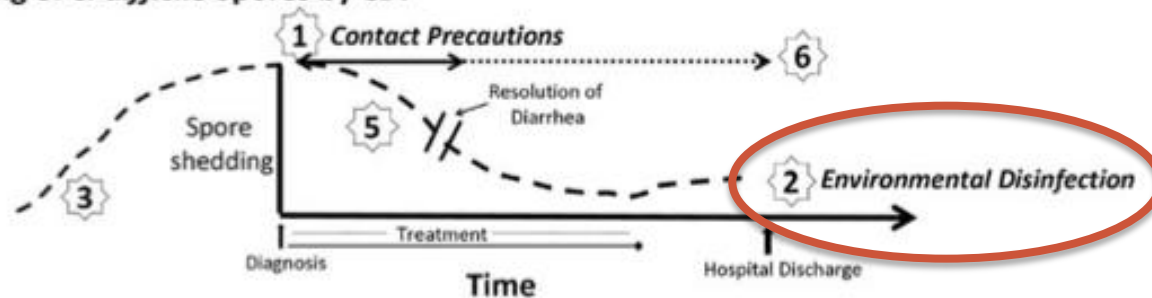 1 Contact Precautions
6
Resolution of
Diarrhea
5
Spore
shedding
3
2 Environmental Disinfection
Treatment
Diagnosis
Time
Hospital Discharge